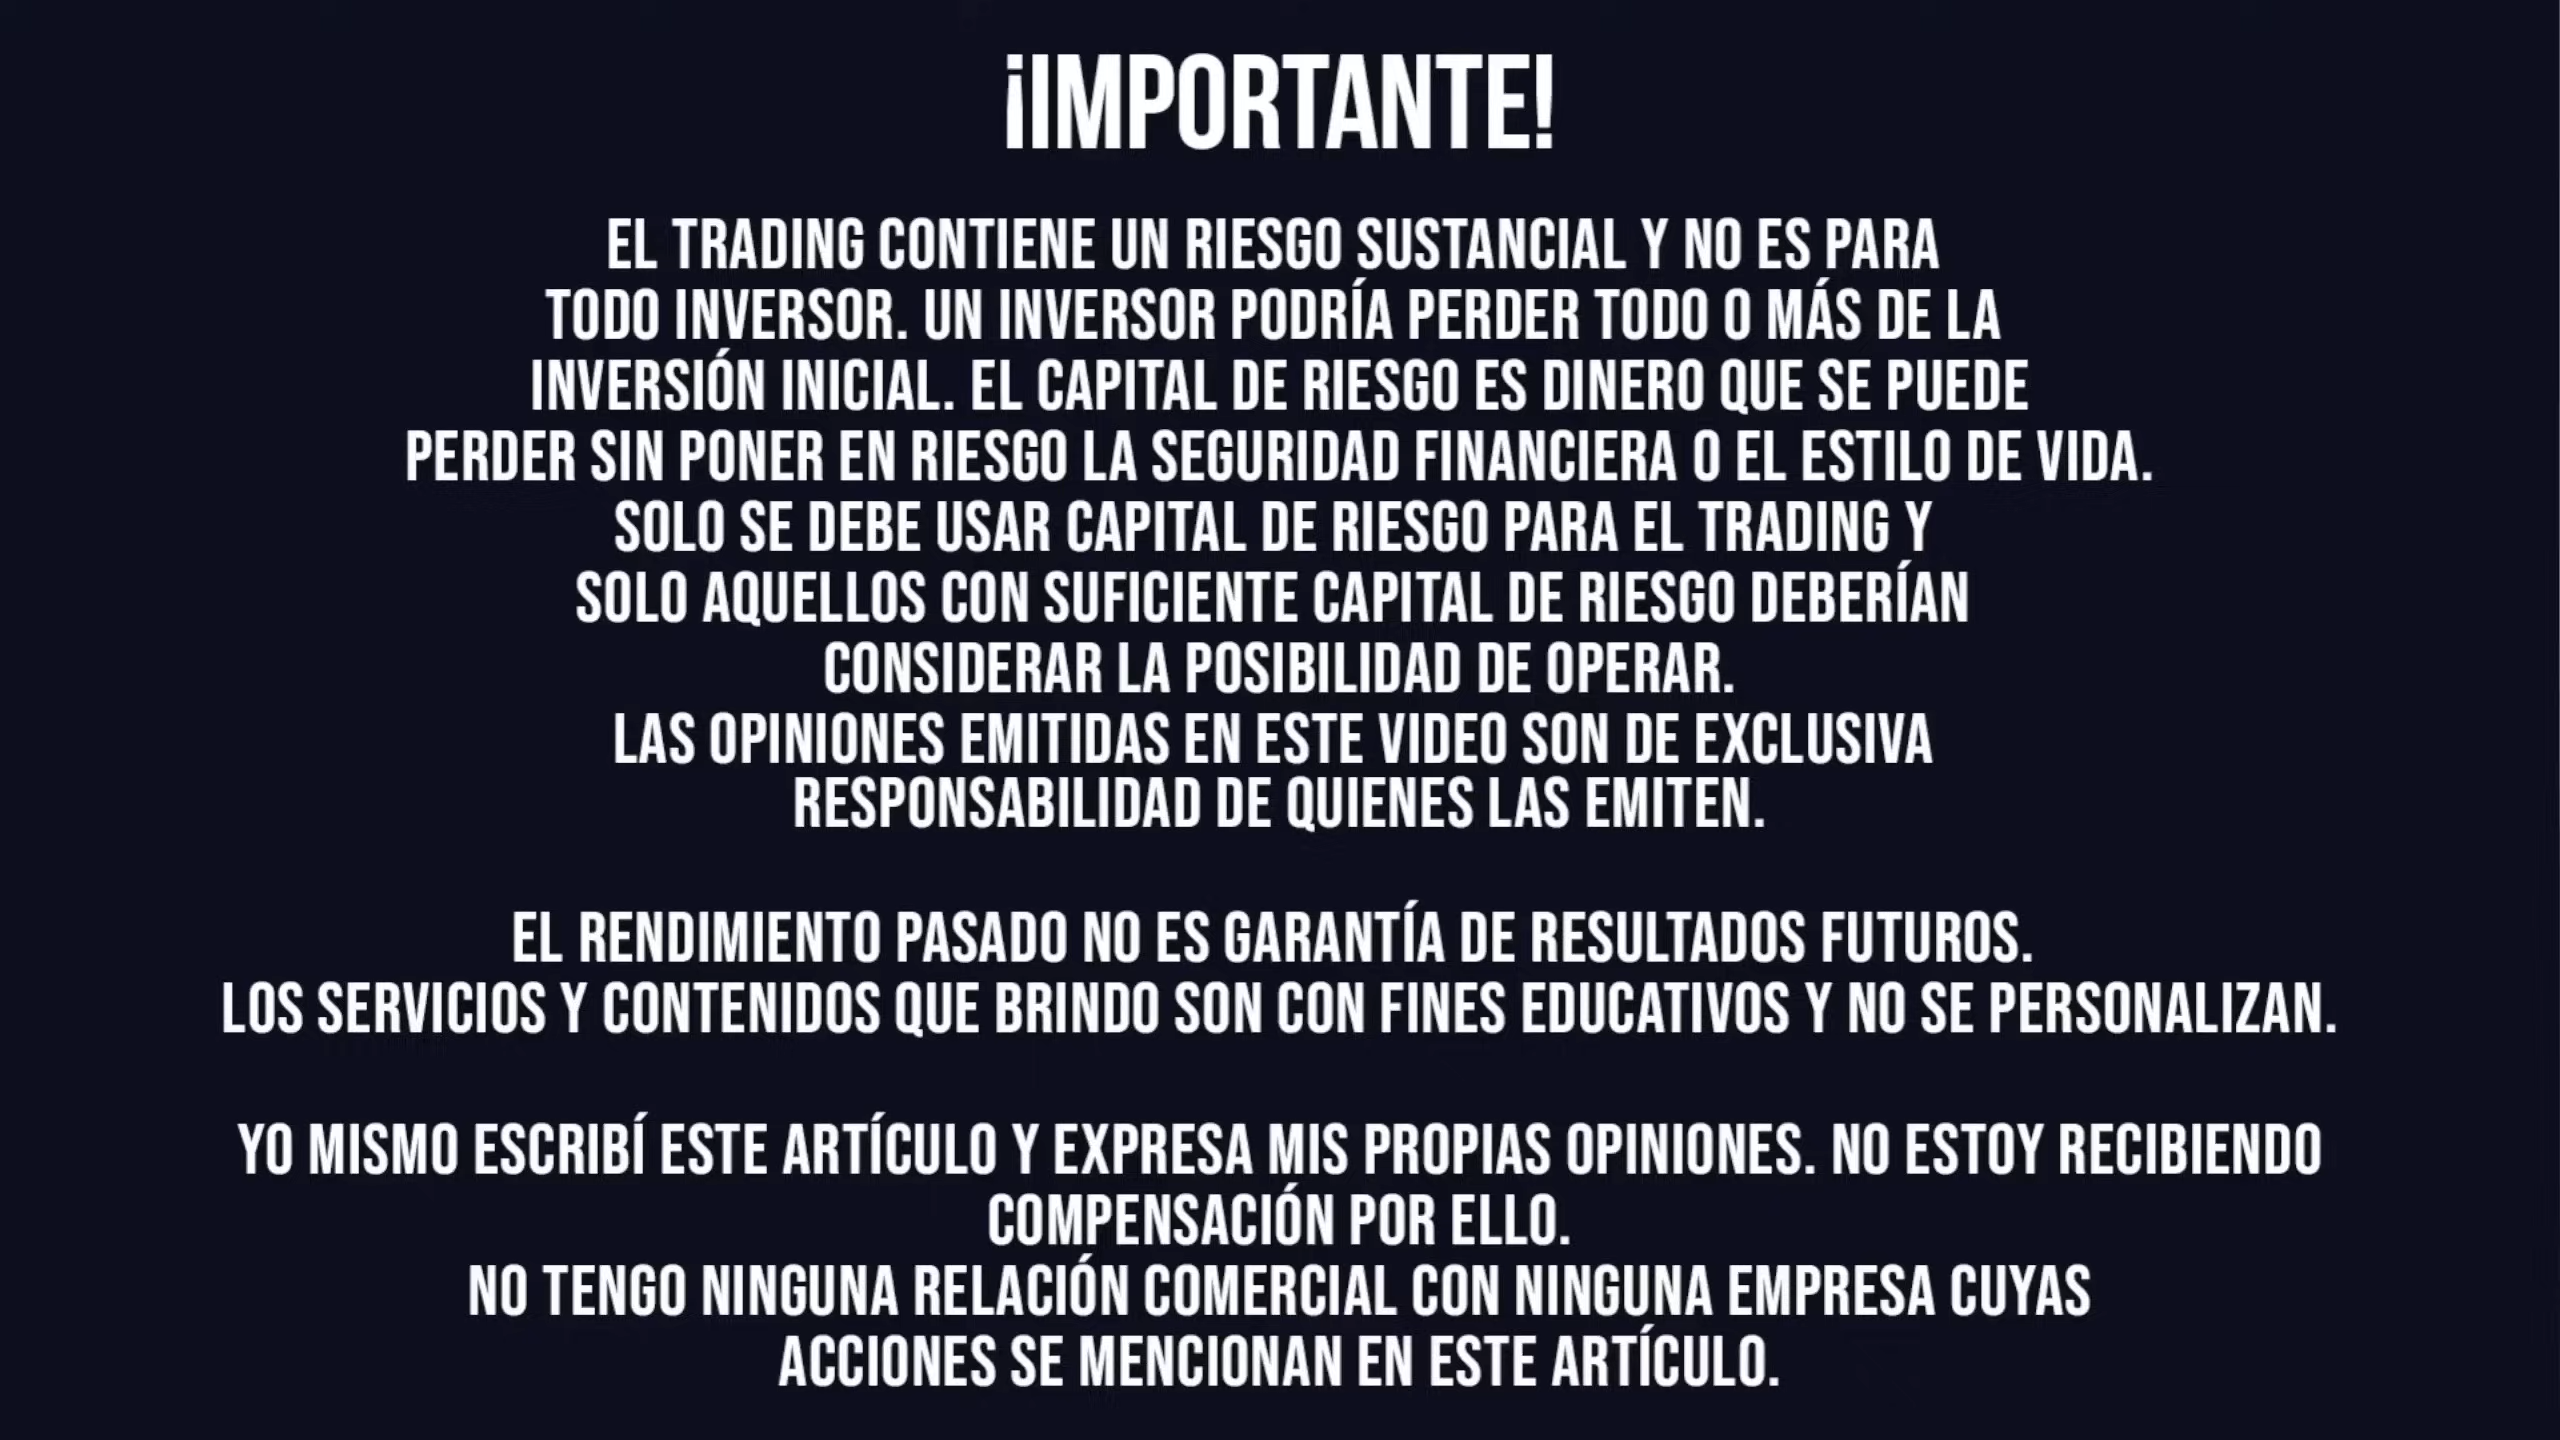 ¡IMPORTANTE!
EL TRADING CONTIENE UN RIESGO SUSTANCIAL Y NO ES PARA
TODO INVERSOR. UN INVERSOR PODRÍA PERDER TODO O MÁS DE LA
INVERSIÓN INICIAL. EL CAPITAL DE RIESGO ES DINERO QUE SE PUEDE
PERDER SIN PONER EN RIESGO LA SEGURIDAD FINANCIERA O EL ESTILO DE VIDA.
SOLO SE DEBE USAR CAPITAL DE RIESGO PARA EL TRADING Y
SOLO AQUELLOS CON SUFICIENTE CAPITAL DE RIESGO DEBERÍAN
CONSIDERAR LA POSIBILIDAD DE OPERAR.
LAS OPINIONES EMITIDAS EN ESTE VIDEO SON DE EXCLUSIVA
RESPONSABILIDAD DE QUIENES LAS EMITEN.
EL RENDIMIENTO PASADO NO ES GARANTÍA DE RESULTADOS FUTUROS.
LOS SERVICIOS Y CONTENIDOS QUE BRINDO SON CON FINES EDUCATIVOS Y NO SE PERSONALIZAN.
YO MISMO ESCRIBÍ ESTE ARTÍCULO Y EXPRESA MIS PROPIAS OPINIONES. NO ESTOY RECIBIENDO
COMPENSACIÓN POR ELLO.
NO TENGO NINGUNA RELACIÓN COMERCIAL CON NINGUNA EMPRESA CUYAS
ACCIONES SE MENCIONAN EN ESTE ARTÍCULO.